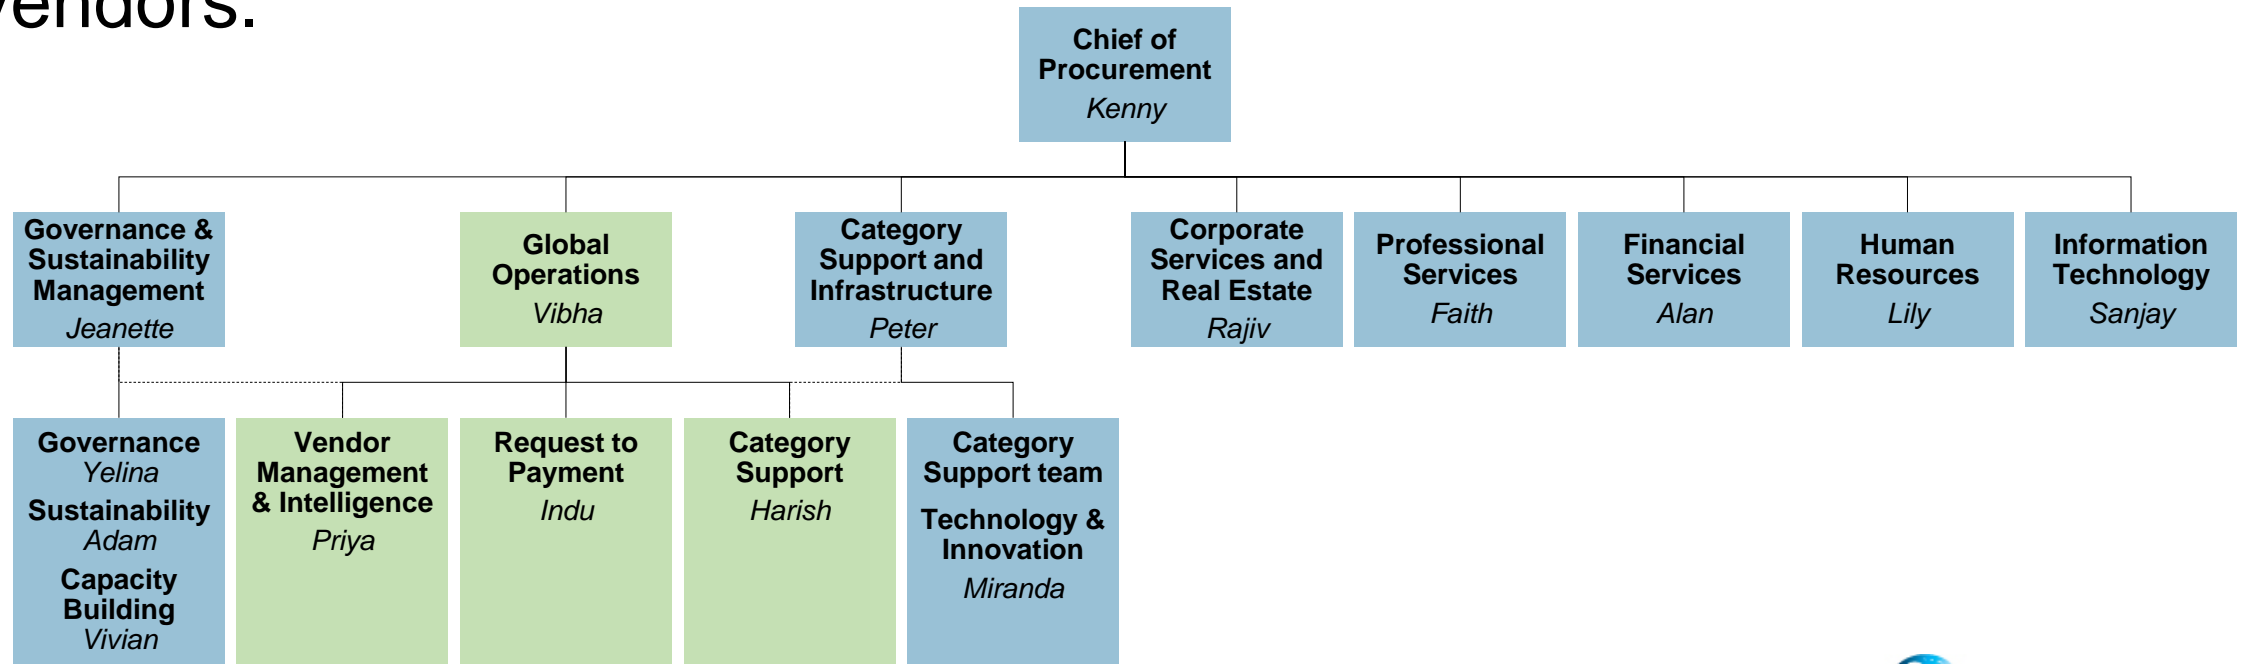 vendors.
Chief of
Procurement
Kenny
Governance &
Sustainability
Management
Jeanette
Global
Operations
Vibha
Category
Support and
Infrastructure
Peter
Corporate
Services and
Real Estate
Rajiv
Professional
Services
Faith
Financial
Services
Alan
Human
Resources
Lily
Information
Technology
Sanjay
Governance
Yelina
Sustainability
Adam
Capacity
Building
Vivian
Vendor
Management
& Intelligence
Priya
Request to
Payment
Indu
Category
Support
Harish
Category
Support team
Technology &
Innovation
Miranda